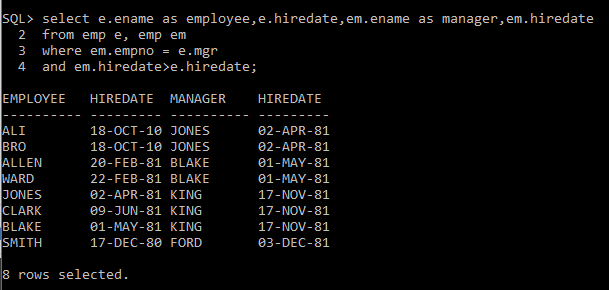 SQL> select e.ename as employee,e.hiredate,em.ename as manager,em.hiredate
  2  from emp e, emp em
  3  where em.empno = e.mgr
  4  and em.hiredate>e.hiredate;

EMPLOYEE   HIREDATE  MANAGER    HIREDATE
---------- --------- ---------- ---------
ALI        18-OCT-10 JONES      02-APR-81
BRO        18-OCT-10 JONES      02-APR-81
ALLEN      20-FEB-81 BLAKE      01-MAY-81
WARD       22-FEB-81 BLAKE      01-MAY-81
JONES      02-APR-81 KING       17-NOV-81
CLARK      09-JUN-81 KING       17-NOV-81
BLAKE      01-MAY-81 KING       17-NOV-81
SMITH      17-DEC-80 FORD       03-DEC-81

8 rows selected.